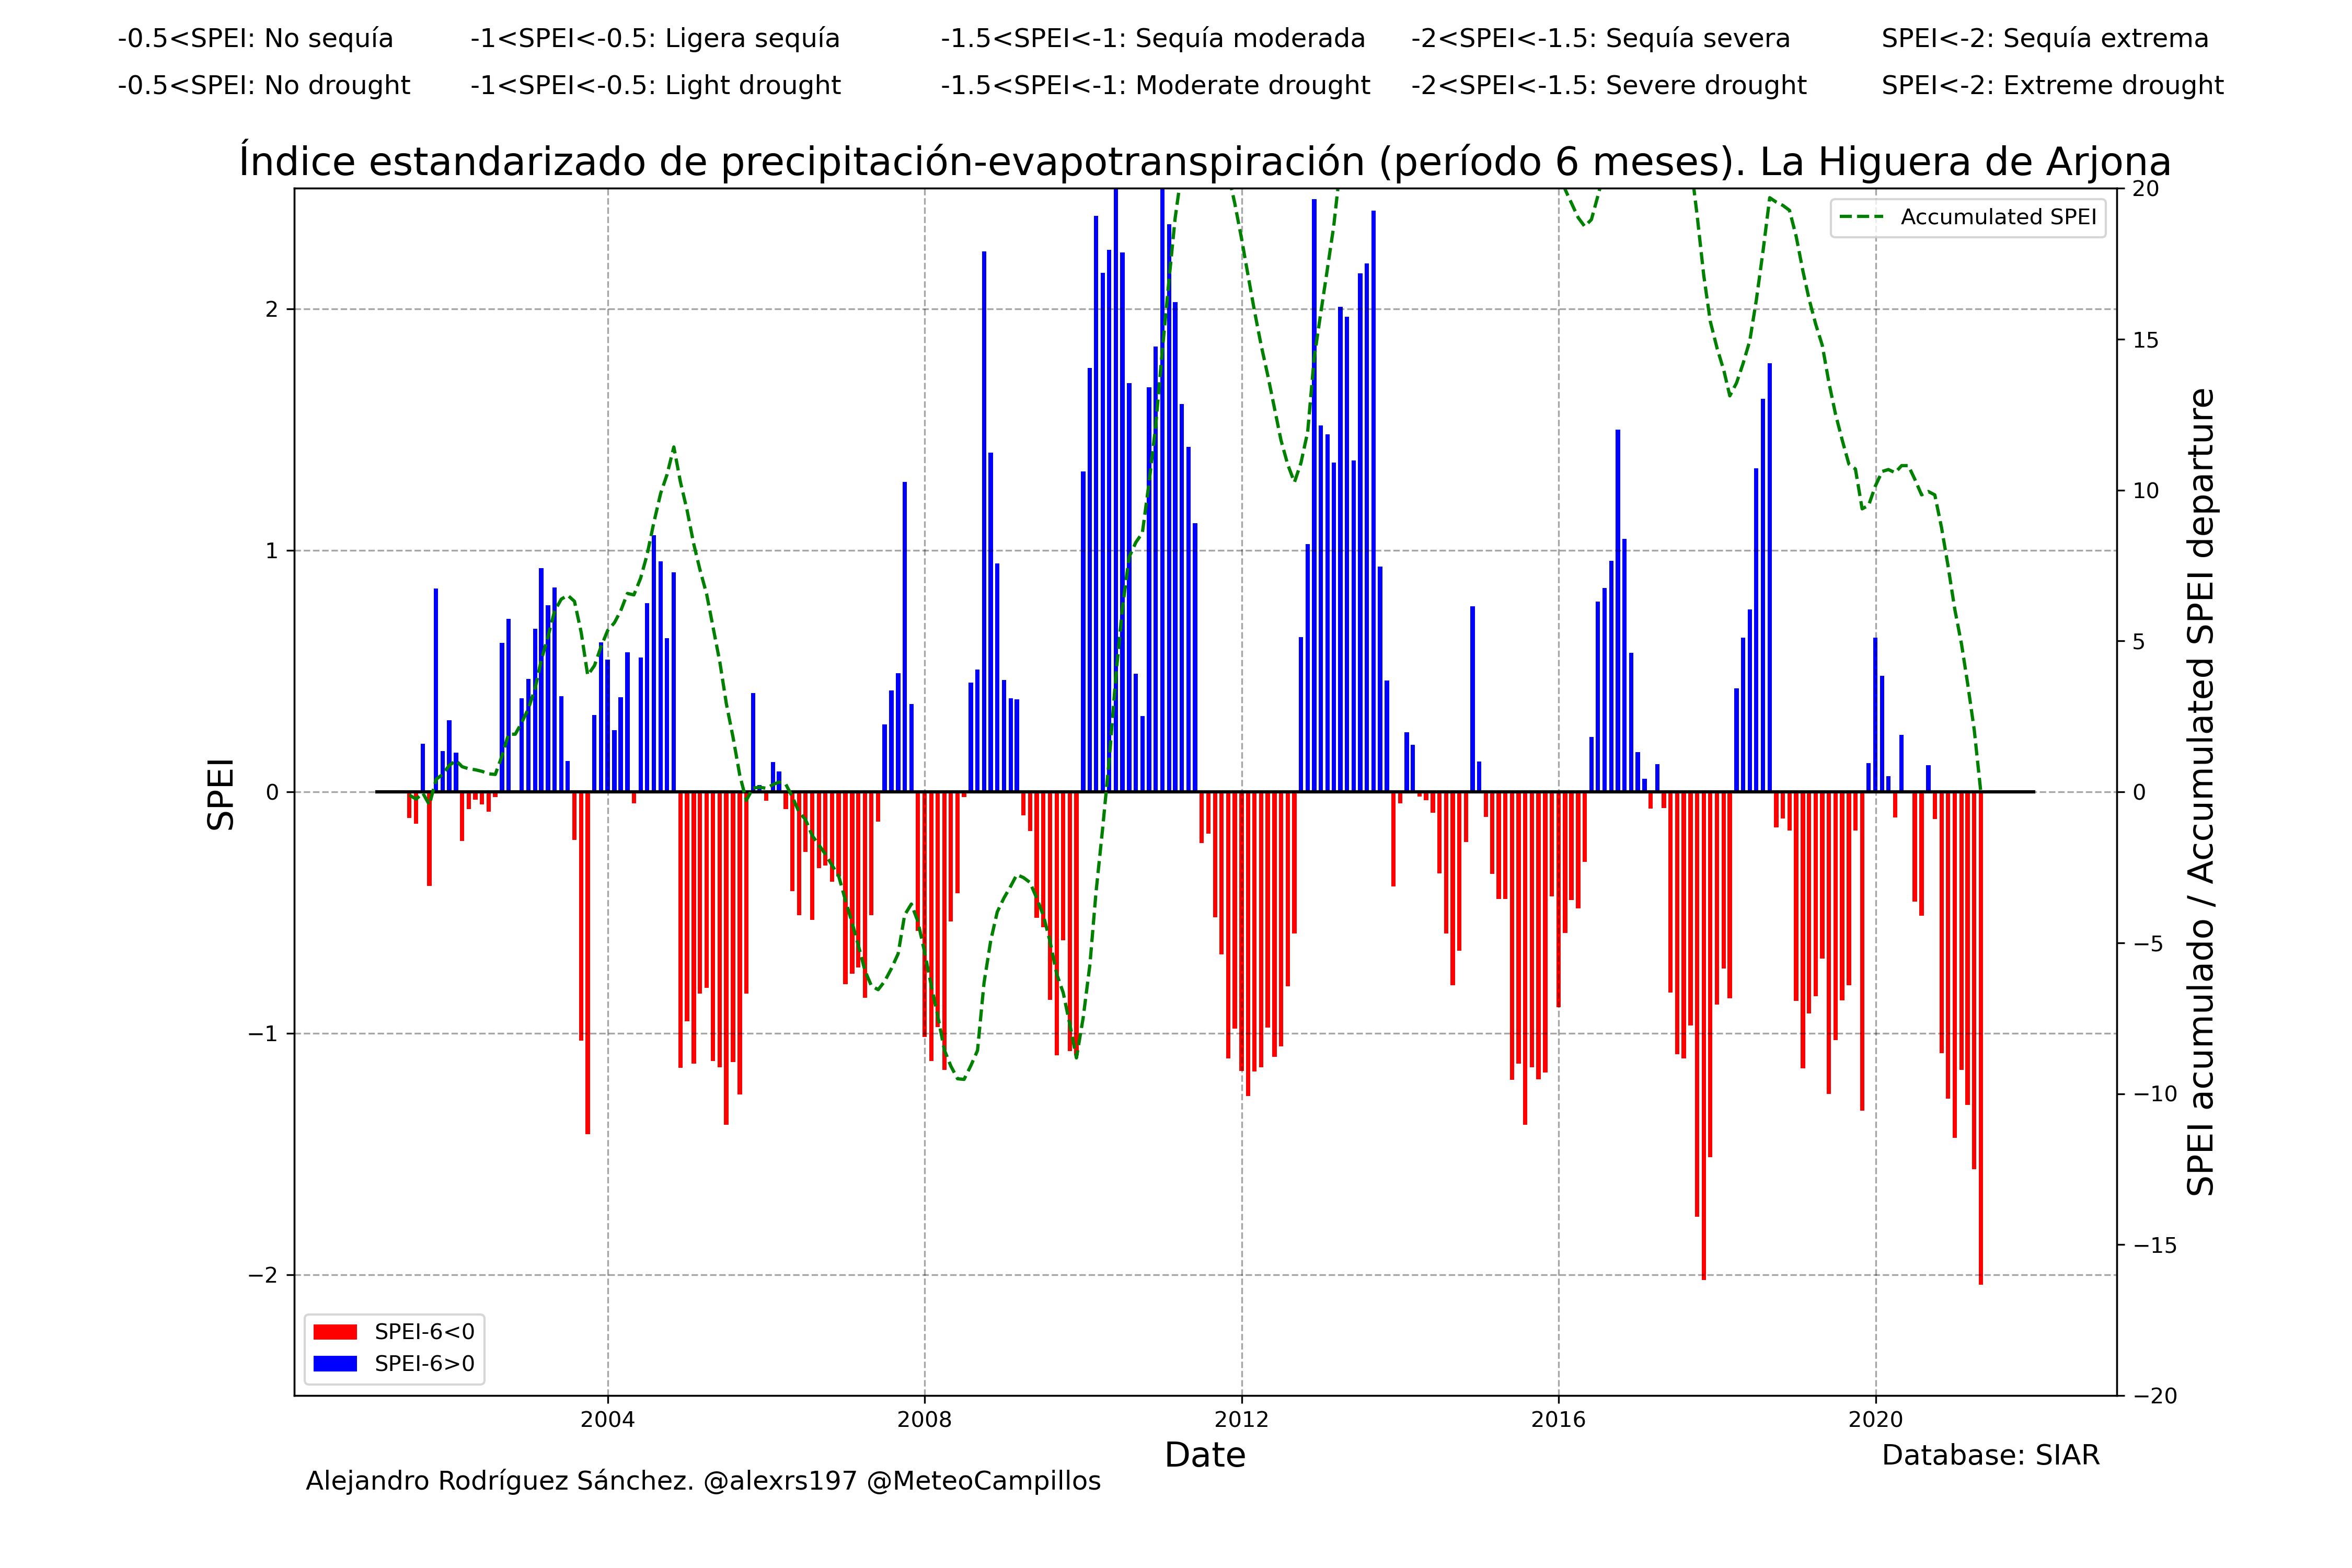 -0.5<SPEI: No sequía -1<SPEI<-0.5: Ligera sequía -1.5<SPEI<-1: Sequía moderada -2<SPEI<-1.5: Sequía severa SPEI<-2: Sequía extrema
-0.5<SPEI: No drought -1<SPEI<-0.5: Light drought -1.5<SPEI<-1: Moderate drought -2<SPEI<-1.5: Severe drought SPEI<-2: Extreme drought
Índice estandarizado de precipitación-evapotranspiración (período 6 meses). La Higuera de Arjona
Accumulated SPEI
SPEI
2
1
0
−1
−2
20
15
10
5
0
−5
−10
−15
−20
SPEI acumulado / Accumulated SPEI departure
SPEI-6<0
SPEI-6>0
2004 2008 2012 2016 2020
Date
Database: SIAR
Alejandro Rodríguez Sánchez. @alexrs197 @MeteoCampillos